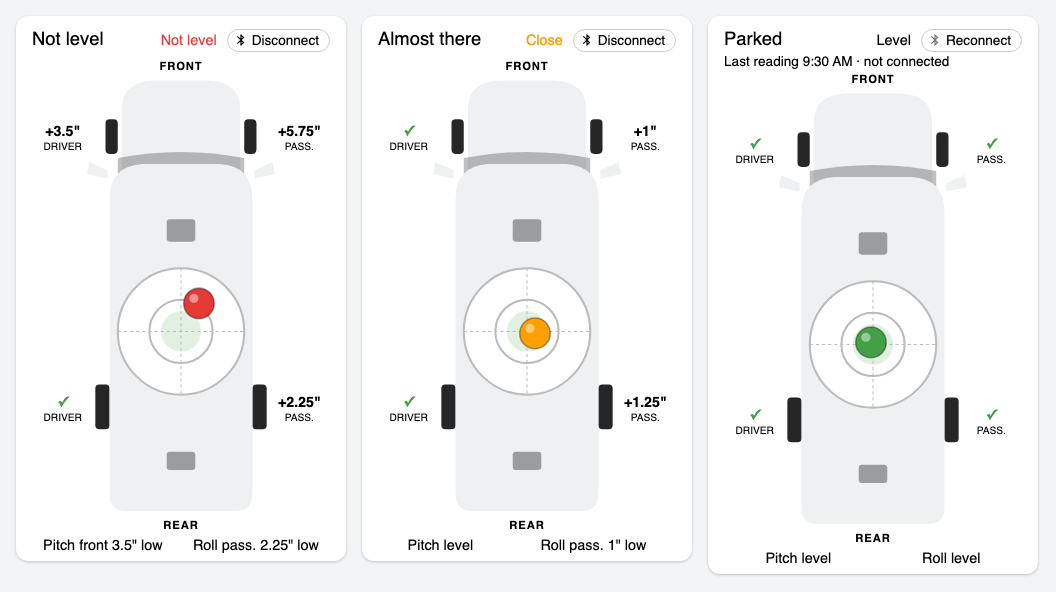 Not level
Not level
Disconnect
FRONT
+3.5"
DRIVER
+5.75"
PASS.
✓
DRIVER
+2.25"
PASS.
REAR
Pitch front 3.5" low
Roll pass. 2.25" low
Almost there
Close
Disconnect
FRONT
✓
DRIVER
+1"
PASS.
✓
DRIVER
+1.25"
PASS.
REAR
Pitch level
Roll pass. 1" low
Parked
Level
Reconnect
Last reading 9:30 AM · not connected
FRONT
✓
DRIVER
✓
PASS.
✓
DRIVER
✓
PASS.
REAR
Pitch level
Roll level